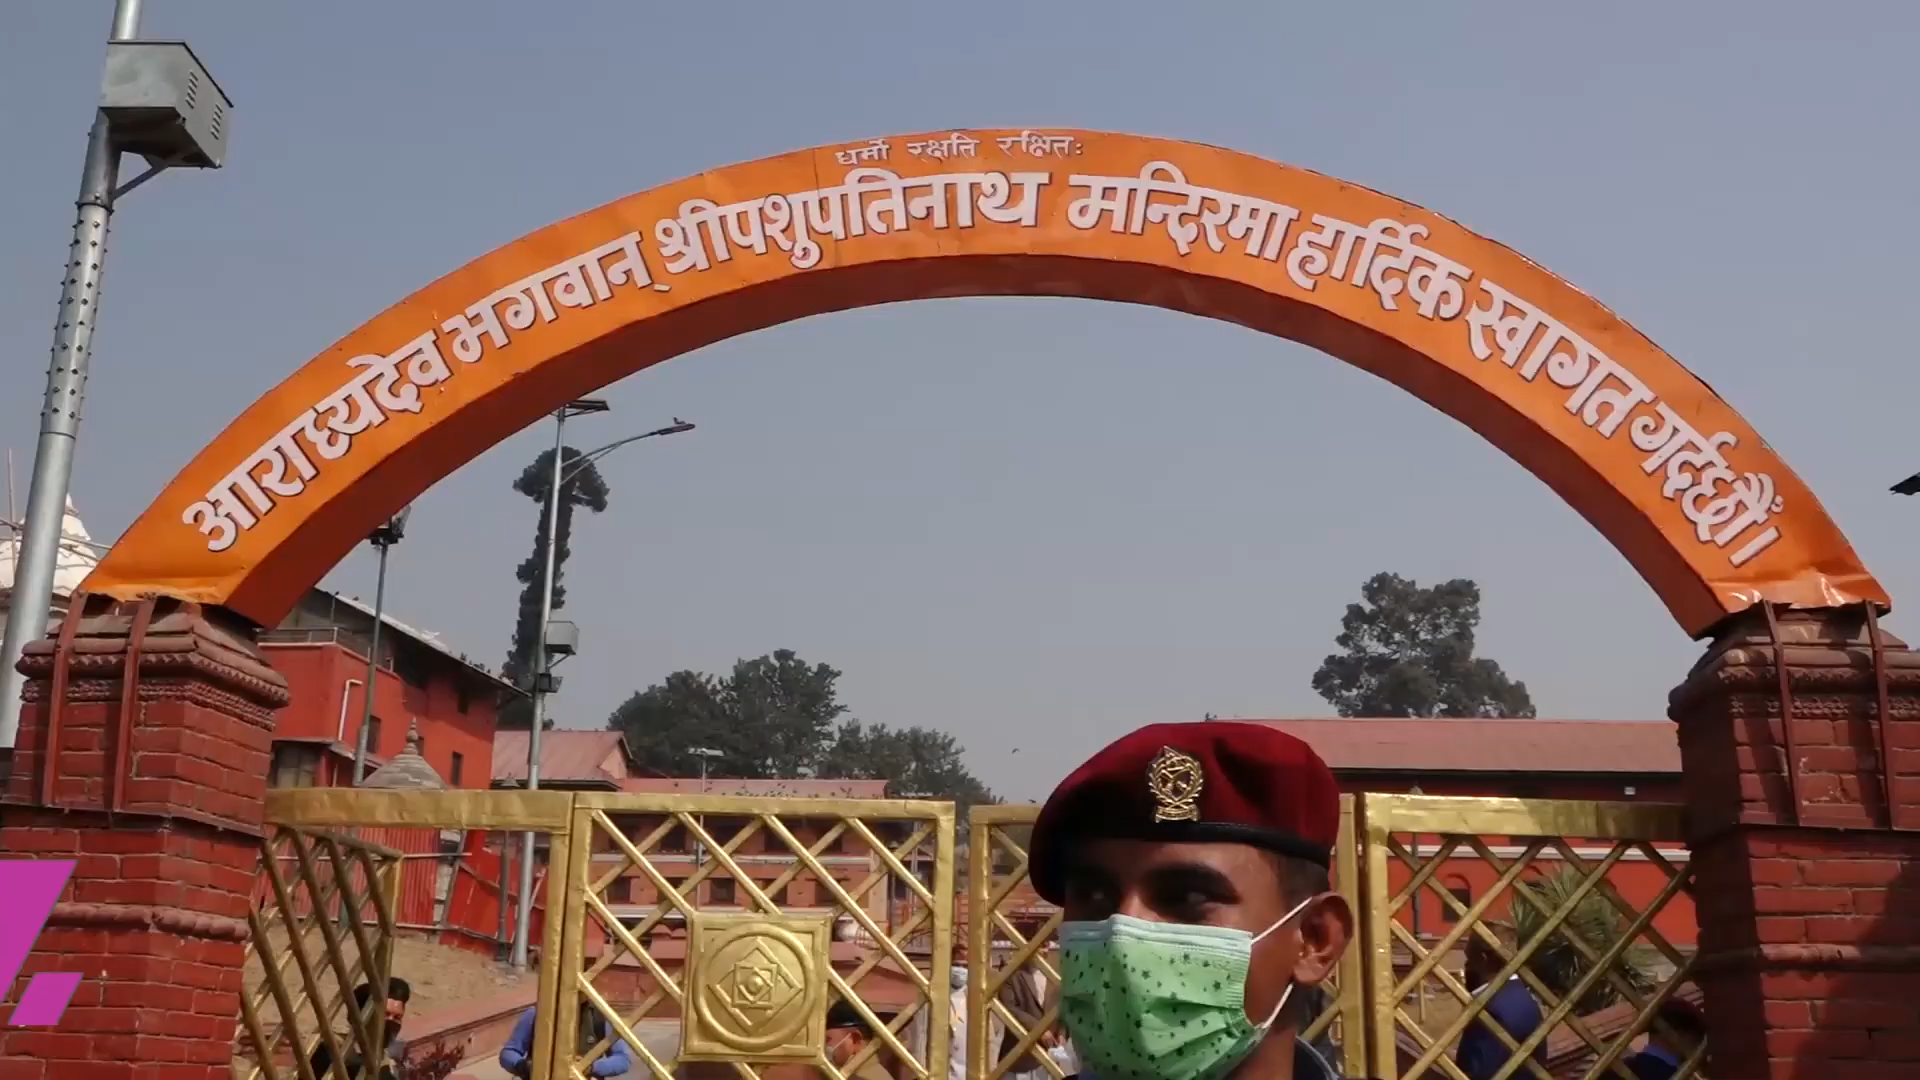 धर्मो रक्षति रक्षितः
आराध्यदेव भगवान् श्रीपशुपतिनाथ मन्दिरमा हार्दिक स्वागत गर्दछौँ।